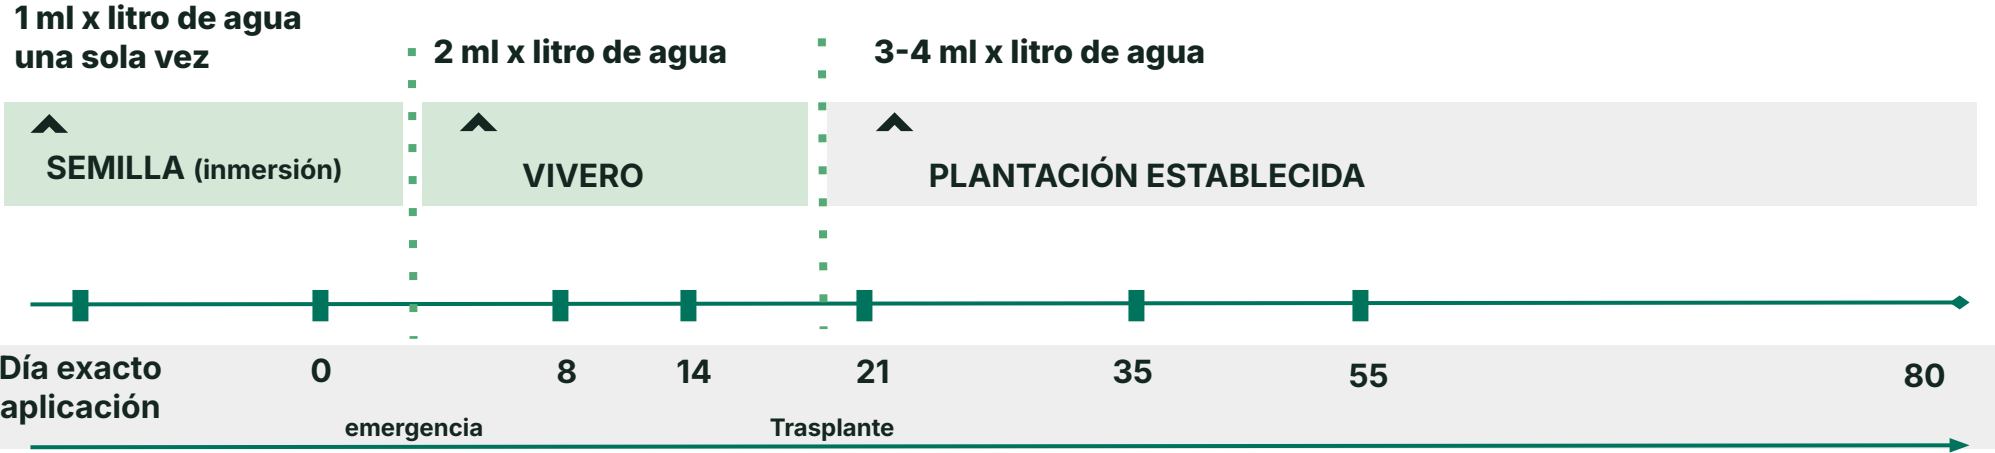 1 ml x litro de agua
una sola vez
2 ml x litro de agua
3-4 ml x litro de agua
SEMILLA (inmersión)
VIVERO
PLANTACIÓN ESTABLECIDA
Día exacto
aplicación
0
8
14
21
35
55
80
emergencia
Trasplante